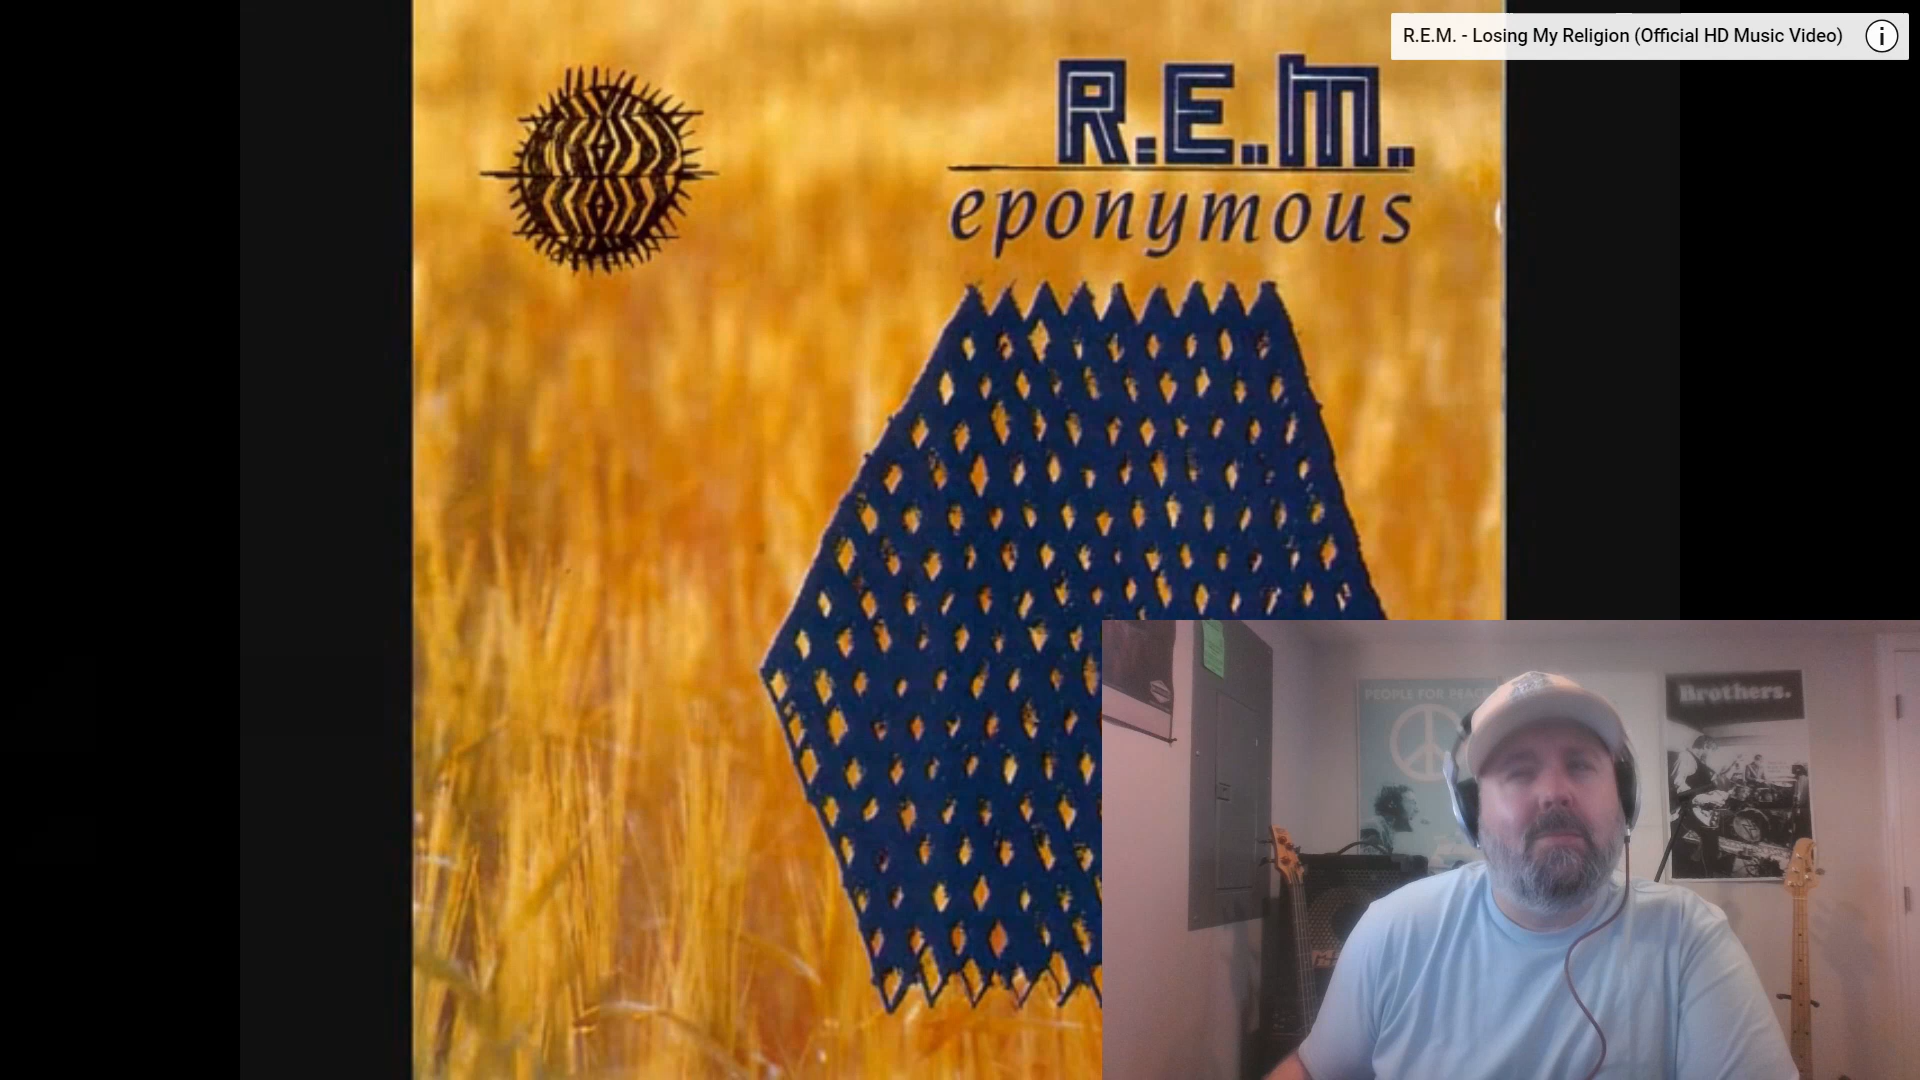 R.E.M. - Losing My Religion (Official HD Music Video)
R.E.M.
eponymous
PEOPLE FOR PEACE
Brothers.